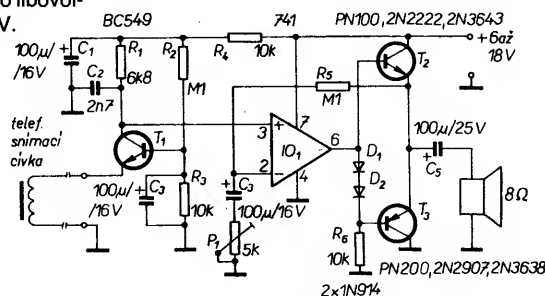 o libovol-
V.
BC549
741
PN100,2N2222,2N3643
+6až
18V
100µ/
/16V
C1
R1
6k8
R2
M1
R4
10k
R5
M1
T2
C2
2n7
telef.
snímací
cívka
T1
3
+
7
6
IO1
2
−
4
D1
D2
100µ/25V
C5
8Ω
100µ/
/16V
C3
R3
10k
C3
100µ/16V
P1
5k
R6
10k
T3
PN200,2N2907,2N3638
2×1N914